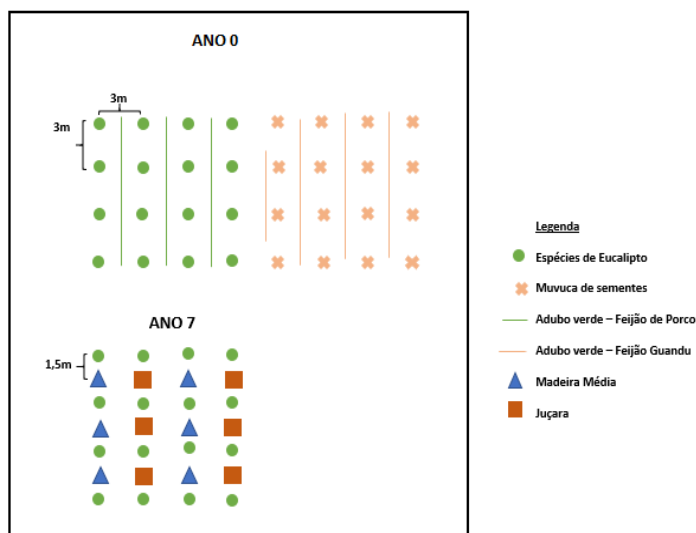 ANO 0
3m
3m
ANO 7
1,5m
Legenda
Espécies de Eucalipto
Muvuca de sementes
Adubo verde – Feijão de Porco
Adubo verde – Feijão Guandu
Madeira Média
Juçara